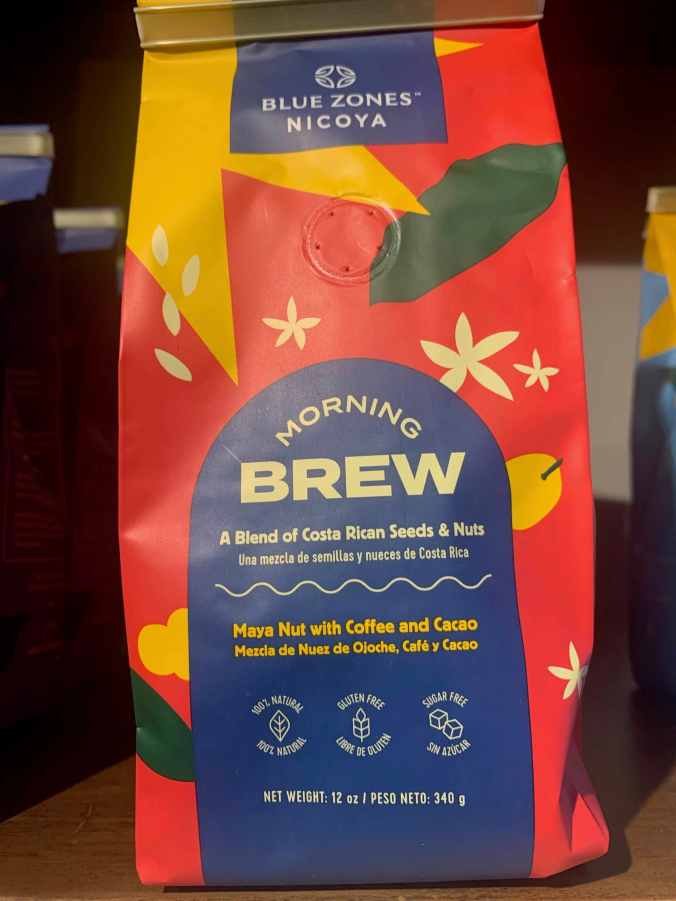 BLUE ZONES™
NICOYA
MORNING
BREW
A Blend of Costa Rican Seeds & Nuts
Una mezcla de semillas y nueces de Costa Rica
Maya Nut with Coffee and Cacao
Mezcla de Nuez de Ojoche, Café y Cacao
100% NATURAL
100% NATURAL
GLUTEN FREE
LIBRE DE GLUTEN
SUGAR FREE
SIN AZÚCAR
NET WEIGHT: 12 oz / PESO NETO: 340 g